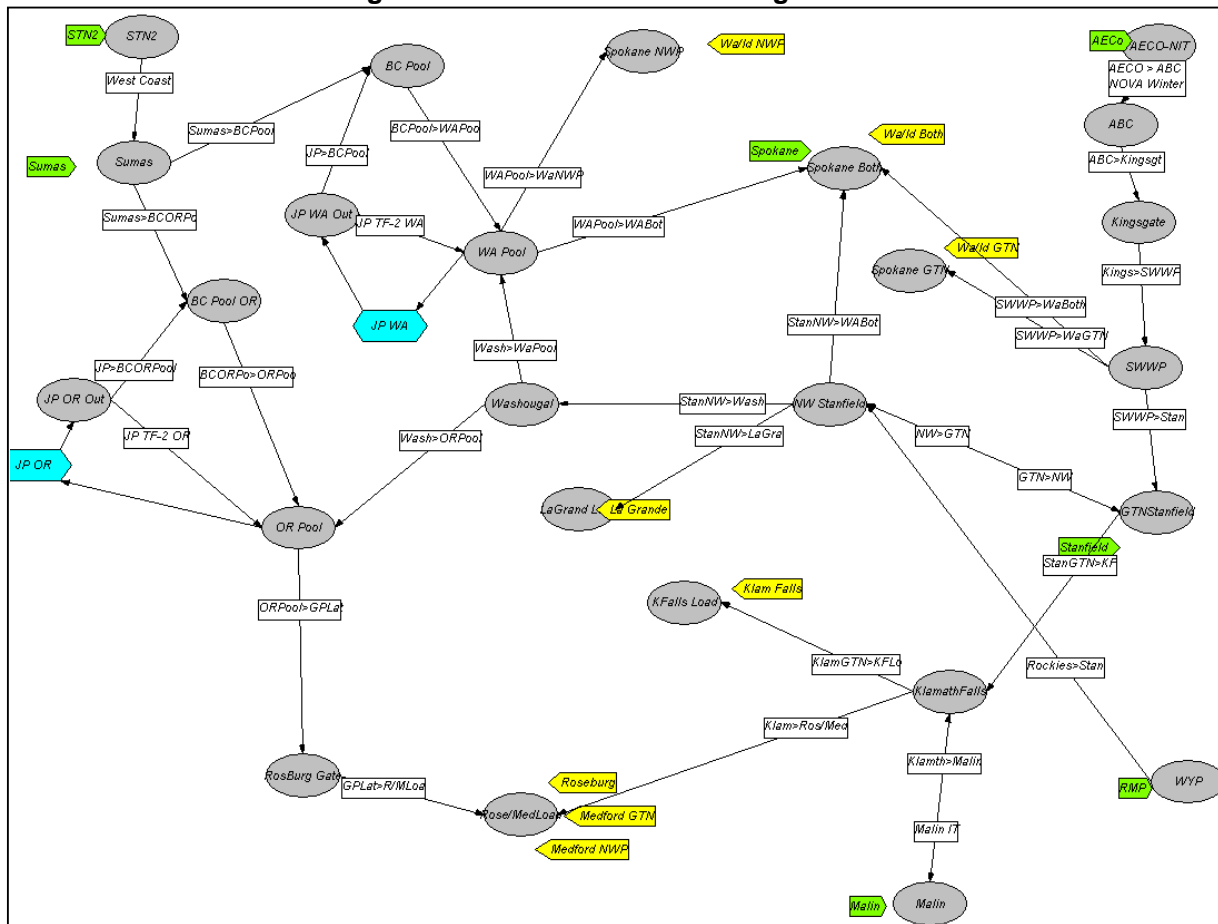 STN2
STN2
West Coast
Sumas
Sumas
Sumas>BCPool
BC Pool
BCPool>WAPoo
JP>BCPool
Spokane NWP
Wa/Id NWP
WAPool>WaNWP
AECo
AECO-NIT
AECO > ABC
NOVA Winter
ABC
ABC>Kingsgt
Wa/Id Both
Spokane
Spokane Both
Sumas>BCORPo
JP WA Out
JP TF-2 WA
WA Pool
WAPool>WABot
Kingsgate
Wa/Id GTN
Spokane GTN
Kings>SWWP
SWWP>WaBoth
SWWP>WaGTN
BC Pool OR
JP WA
StanNW>WABot
Wash>WaPool
SWWP
JP>BCORPool
BCORPo>ORPoo
JP OR Out
Washougal
StanNW>Wash
NW Stanfield
SWWP>Stan
JP TF-2 OR
Wash>ORPool
StanNW>LaGra
NW>GTN
JP OR
GTN>NW
OR Pool
LaGrand L
La Grande
GTNStanfield
Stanfield
StanGTN>KF
ORPool>GPLat
KFalls Load
Klam Falls
KlamGTN>KFLo
Rockies>Stan
KlamathFalls
Klam>Ros/Med
Klamth>Malin
RosBurg Gate
GPLat>R/MLoa
Roseburg
Rose/MedLoad
Medford GTN
Medford NWP
RMP
WYP
Malin IT
Malin
Malin